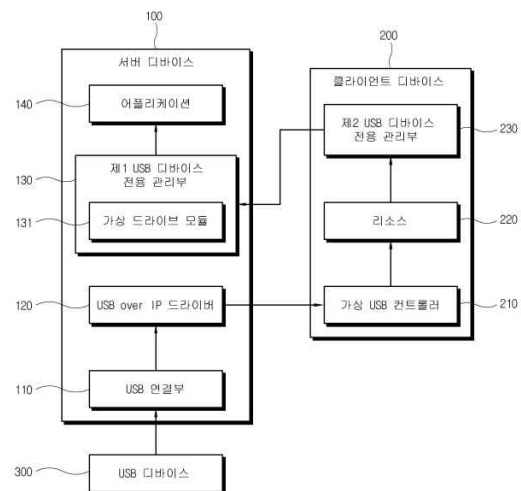 100
서버 디바이스
200
클라이언트 디바이스
140
어플리케이션
제2 USB 디바이스
전용 관리부
230
130
제1 USB 디바이스
전용 관리부
131
가상 드라이브 모듈
리소스
220
120
USB over IP 드라이버
가상 USB 컨트롤러
210
110
USB 연결부
300
USB 디바이스